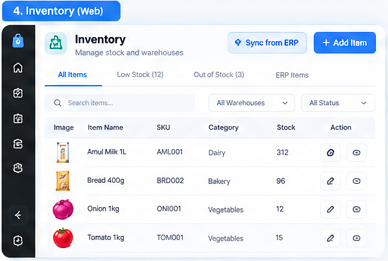 4. Inventory (Web)
Inventory
Manage stock and warehouses
Sync from ERP
+ Add Item
All Items Low Stock (12) Out of Stock (3) ERP Items
Search items... All Warehouses All Status
Image Item Name SKU Category Stock Action
Amul Milk 1L AML001 Dairy 312
Bread 400g BRD002 Bakery 96
Onion 1kg ONI001 Vegetables 12
Tomato 1kg TOM001 Vegetables 15